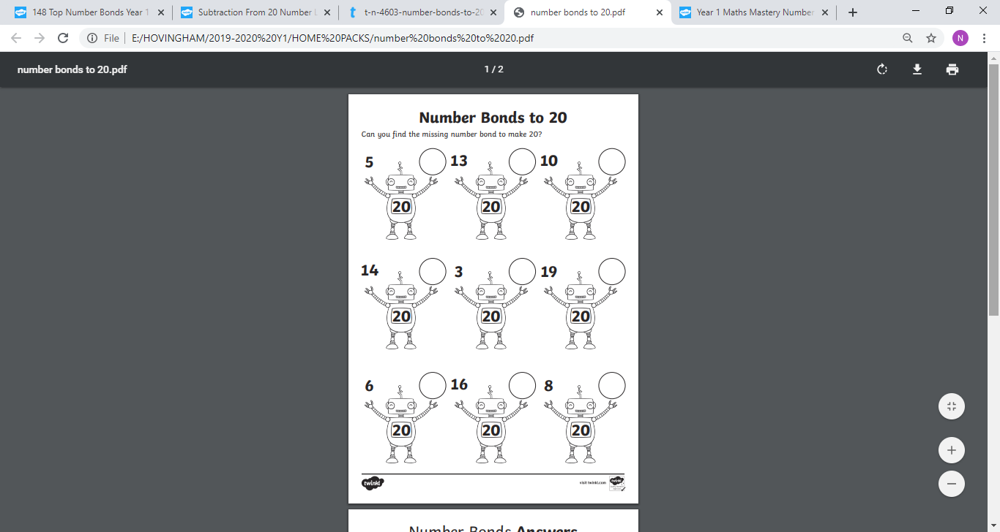 148 Top Number Bonds Year 1
Subtraction From 20 Number L
t-n-4603-number-bonds-to-20
number bonds to 20.pdf
Year 1 Maths Mastery Number
File
E:/HOVINGHAM/2019-2020%20Y1/HOME%20PACKS/number%20bonds%20to%2020.pdf
N
number bonds to 20.pdf
1 / 2
Number Bonds to 20
Can you find the missing number bond to make 20?
5 13 10
20 20 20
14 3 19
20 20 20
6 16 8
20 20 20
twinkl
visit twinkl.com
twinkl
Number Bonds Answers